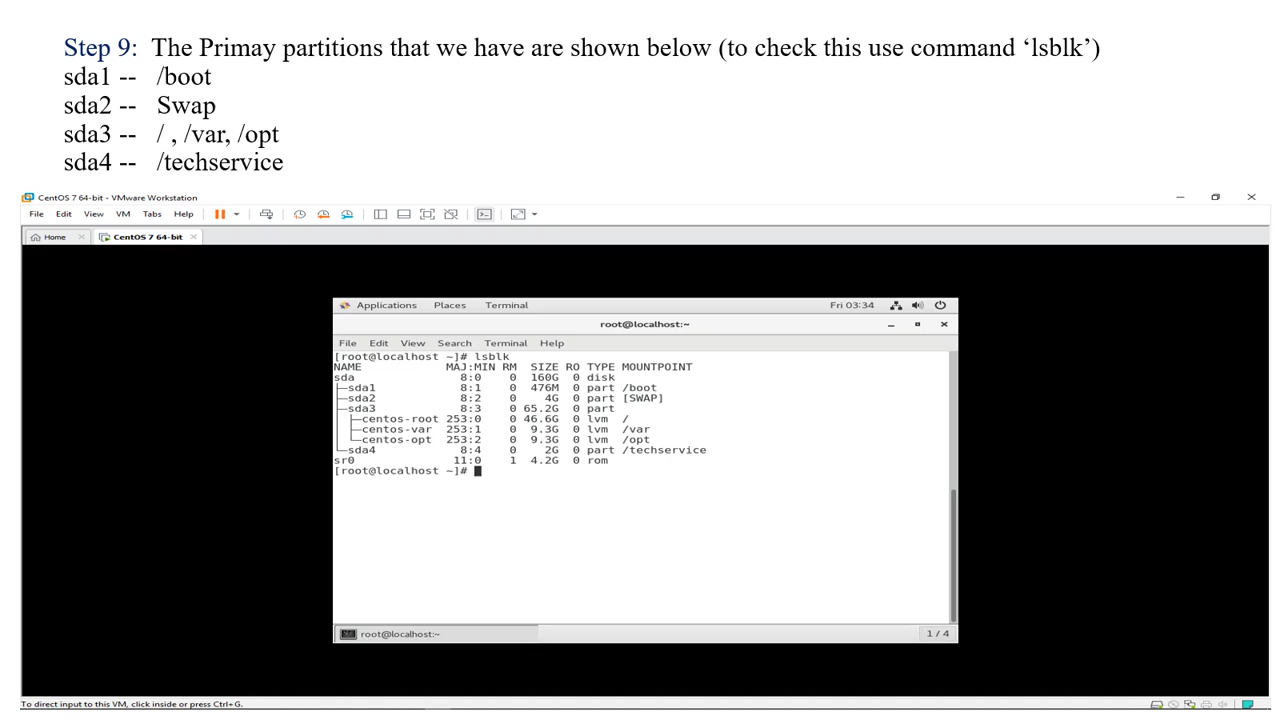 Step 9: The Primay partitions that we have are shown below (to check this use command ‘lsblk’)
sda1 -- /boot
sda2 -- Swap
sda3 -- / , /var, /opt
sda4 -- /techservice
CentOS 7 64-bit - VMware Workstation
File Edit View VM Tabs Help
Home CentOS 7 64-bit
Applications Places Terminal Fri 03:34
root@localhost:~
File Edit View Search Terminal Help
[root@localhost ~]# lsblk
NAME MAJ:MIN RM SIZE RO TYPE MOUNTPOINT
sda 8:0 0 160G 0 disk
├─sda1 8:1 0 476M 0 part /boot
├─sda2 8:2 0 4G 0 part [SWAP]
├─sda3 8:3 0 65.2G 0 part
│ ├─centos-root 253:0 0 46.6G 0 lvm /
│ ├─centos-var 253:1 0 9.3G 0 lvm /var
│ └─centos-opt 253:2 0 9.3G 0 lvm /opt
└─sda4 8:4 0 2G 0 part /techservice
sr0 11:0 1 4.2G 0 rom
[root@localhost ~]#
root@localhost:~ 1 / 4
To direct input to this VM, click inside or press Ctrl+G.